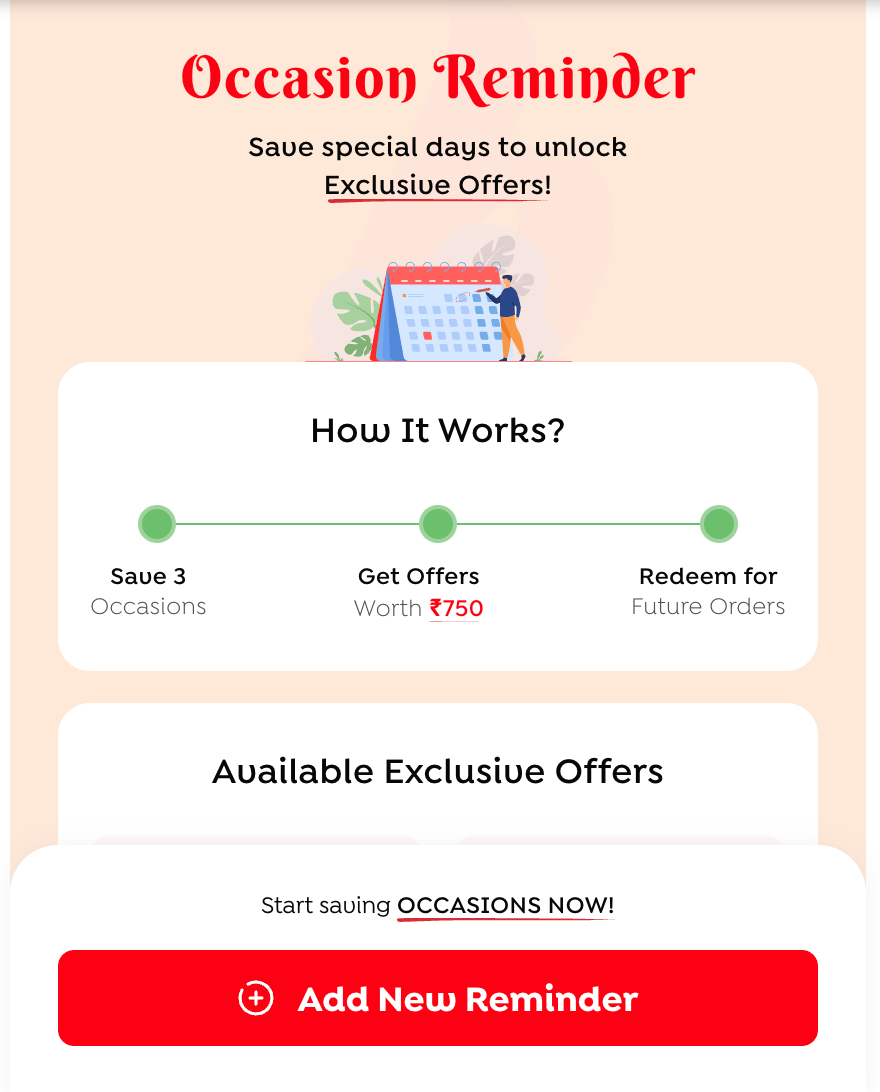 Occasion Reminder
Save special days to unlock
Exclusive Offers!
How It Works?
Save 3
Occasions
Get Offers
Worth ₹750
Redeem for
Future Orders
Available Exclusive Offers
Start saving OCCASIONS NOW!
Add New Reminder